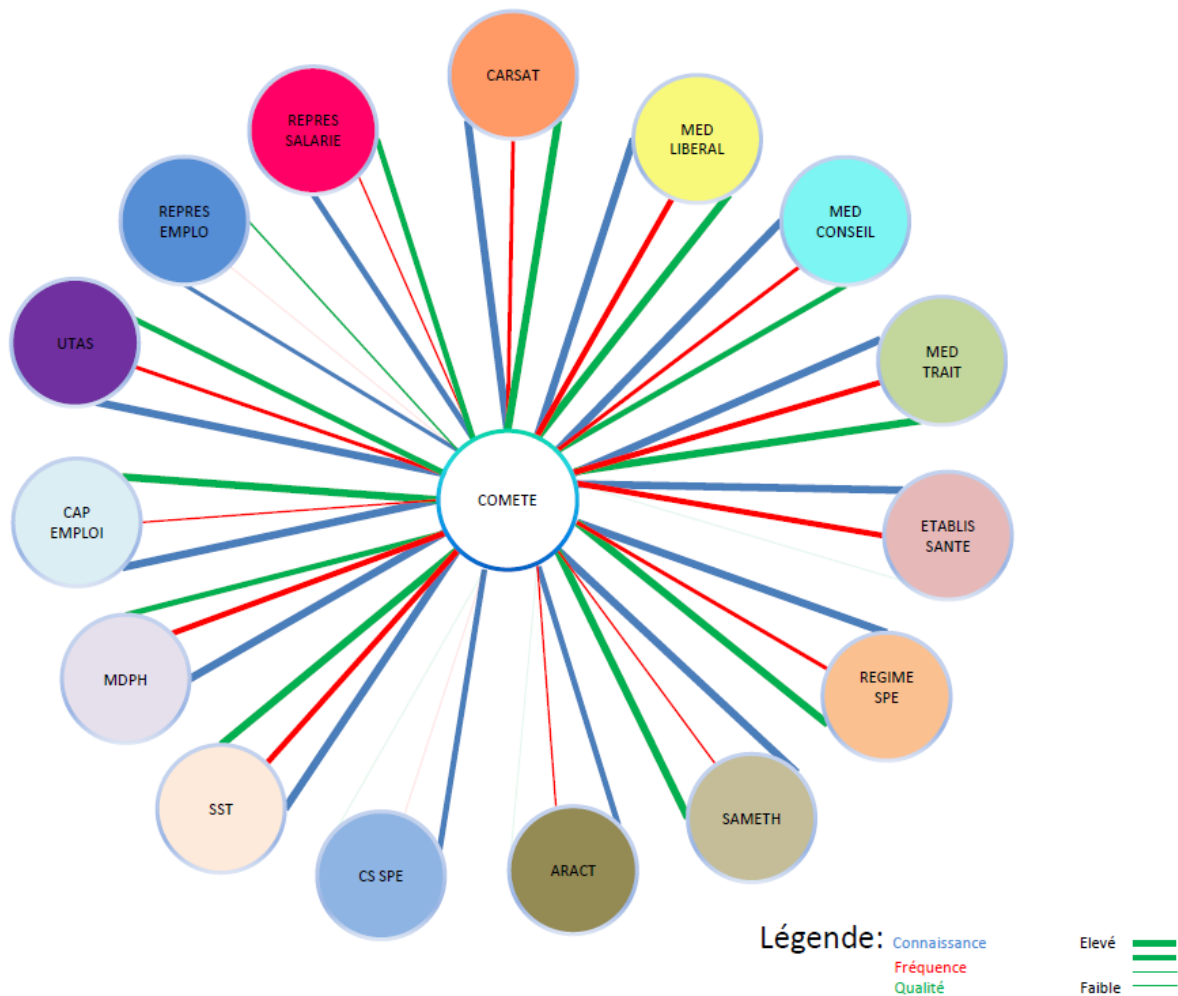 CARSAT
MED
LIBERAL
MED
CONSEIL
MED
TRAIT
ETABLIS
SANTE
REGIME
SPE
SAMETH
ARACT
CS SPE
SST
MDPH
CAP
EMPLOI
UTAS
REPRES
EMPLO
REPRES
SALARIE
COMETE
Légende: Connaissance
Fréquence
Qualité
Elevé
Faible